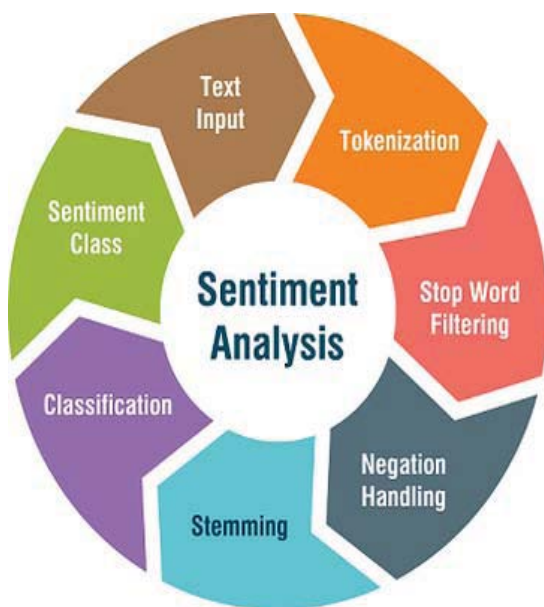 Text
Input
Tokenization
Stop Word
Filtering
Negation
Handling
Stemming
Classification
Sentiment
Class
Sentiment
Analysis